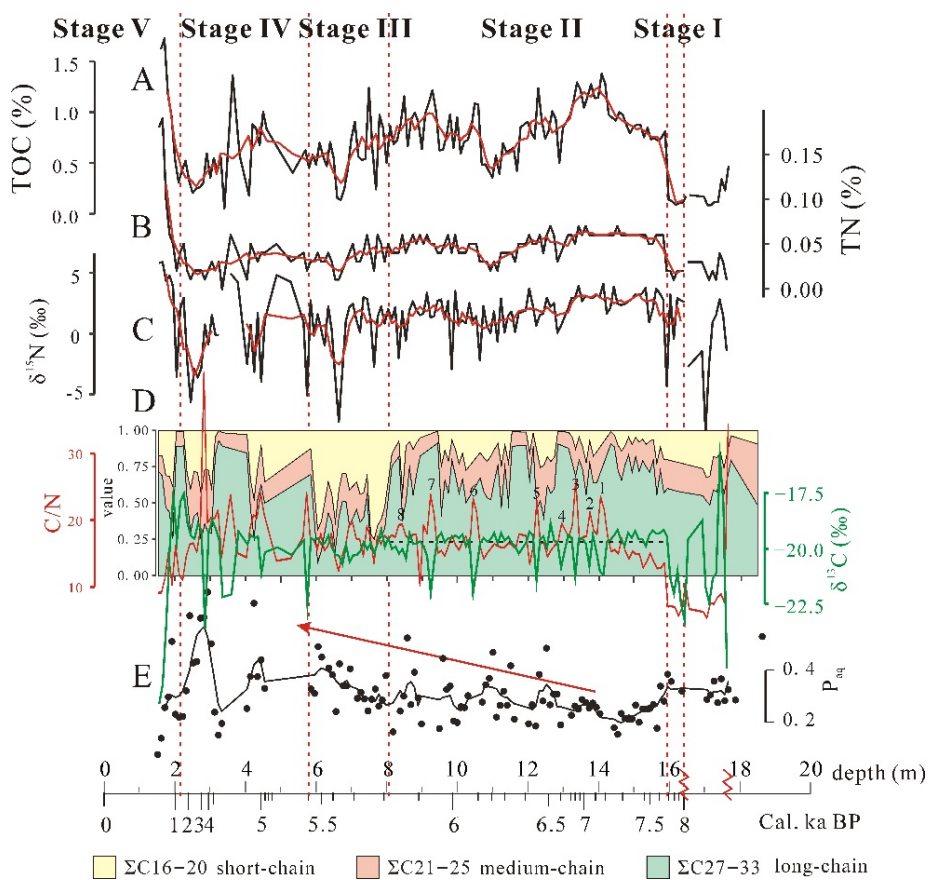 Stage V Stage IV Stage III Stage II Stage I
A
TOC (%)
1.5
1.0
0.5
0.0
TN (%)
0.15
0.10
0.05
0.00
B
C
δ¹⁵N (‰)
5
0
-5
D
C/N
30
20
10
value
1.00
0.75
0.50
0.25
0.00
8 7 6 5 4 3 2 1
δ¹³C (‰)
−17.5
−20.0
−22.5
E
Paq
0.4
0.2
0 2 4 6 8 10 12 14 16 18 20
depth (m)
0 1 2 3 4 5 5.5 6 6.5 7 7.5 8
Cal. ka BP
ΣC16−20 short-chain ΣC21−25 medium-chain ΣC27−33 long-chain